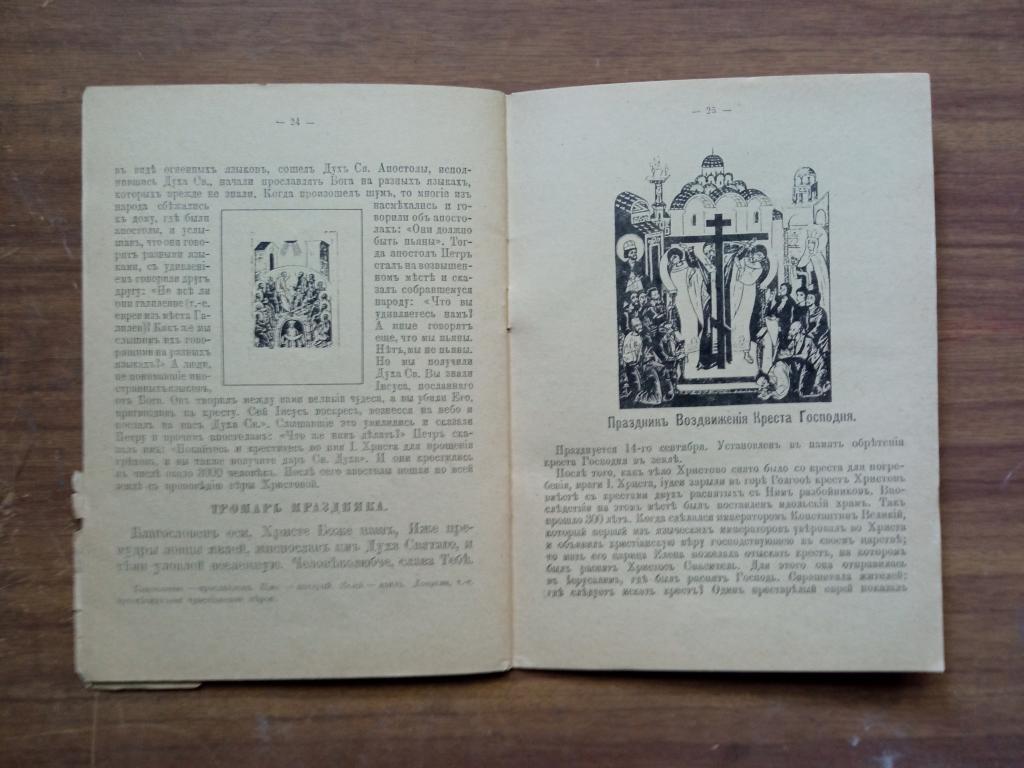 — 24 —
въ видѣ огненныхъ языковъ, сошелъ Духъ Св. Апостолы, испол-
нившись Духа Св., начали прославлять Бога на разныхъ языкахъ,
которыхъ прежде не знали. Когда произошелъ шумъ, то многіе изъ
народа сбѣжались
къ дому, гдѣ были
апостолы, и услы-
шавъ, что они гово-
рятъ разными язы-
ками, съ удивлені-
емъ говорили другъ
другу: «Не всѣ ли
они галилеяне (т.-е.
евреи изъ мѣста Га-
лилеи)? Какъ же мы
слышимъ ихъ гово-
рящими на разныхъ
языкахъ?» А люди,
не понимавшіе ино-
странныхъ языковъ,
насмѣхались и го-
ворили объ апосто-
лахъ: «Они должно
быть пьяны». Тог-
да апостолъ Петръ
сталъ на возвышен-
номъ мѣстѣ и ска-
залъ собравшемуся
народу: «Что вы
удивляетесь намъ?
А иные говорятъ
еще, что мы пьяны.
Нѣтъ, мы не пьяны.
Но мы получили
Духа Св. Вы знали
Іисуса, посланнаго
отъ Бога. Онъ творилъ между вами великія чудеса, а вы убили Его,
пригвоздивъ ко кресту. Сей Іисусъ воскресъ, вознесся на небо и
послалъ на насъ Духа Св.». Слышавшіе это умилились и сказали
Петру и прочимъ апостоламъ: «Что же намъ дѣлать?» Петръ ска-
залъ имъ: «Покайтесь и креститесь во имя І. Христа для прощенія
грѣховъ, и вы также получите даръ Св. Духа». И они крестились
въ числѣ около 3000 человѣкъ. Послѣ сего апостолы пошли по всей
землѣ съ проповѣдію вѣры Христовой.
ТРОПАРЬ ПРАЗДНИКА.
Благословенъ еси, Христе Боже нашъ, Иже пре-
мудры ловцы явлей, низпославъ имъ Духа Святаго, и
тѣми уловлей вселенную. Человѣколюбче, слава Тебѣ.
— 25 —
Праздникъ Воздвиженія Креста Господня.
Празднуется 14-го сентября. Установленъ въ память обрѣтенія
креста Господня въ землѣ.
Послѣ того, какъ тѣло Христово снято было со креста для погре-
бенія, враги І. Христа, іудеи зарыли въ горѣ Голгоѳѣ крестъ Христовъ
вмѣстѣ съ крестами двухъ распятыхъ съ Нимъ разбойниковъ. Впо-
слѣдствіи на этомъ мѣстѣ былъ поставленъ идольскій храмъ. Такъ
прошло 300 лѣтъ. Когда сдѣлался императоромъ Константинъ Великій,
который первый изъ языческихъ императоровъ увѣровалъ во Христа
и объявилъ христіанскую вѣру господствующею въ своемъ царствѣ;
то мать его царица Елена пожелала отыскать крестъ, на которомъ
былъ распятъ Христосъ Спаситель. Для этого она отправилась
въ Іерусалимъ, гдѣ былъ распятъ Господь. Спрашивала жителей;
гдѣ слѣдуетъ искать крестъ? Одинъ престарѣлый еврей показалъ